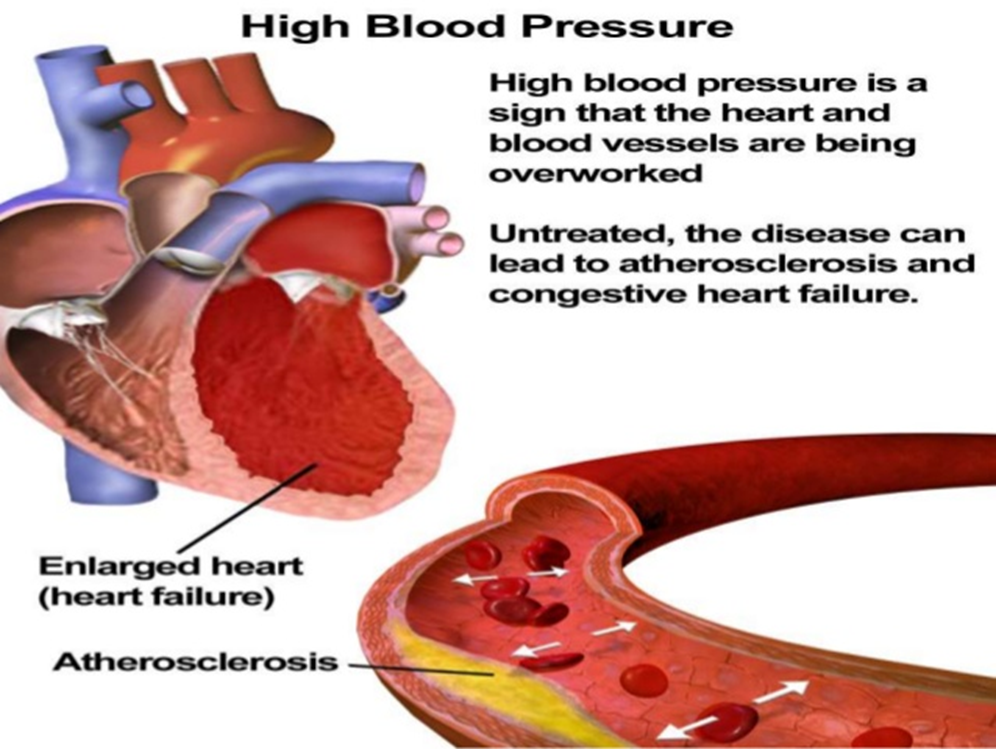 High Blood Pressure
High blood pressure is a
sign that the heart and
blood vessels are being
overworked
Untreated, the disease can
lead to atherosclerosis and
congestive heart failure.
Enlarged heart
(heart failure)
Atherosclerosis